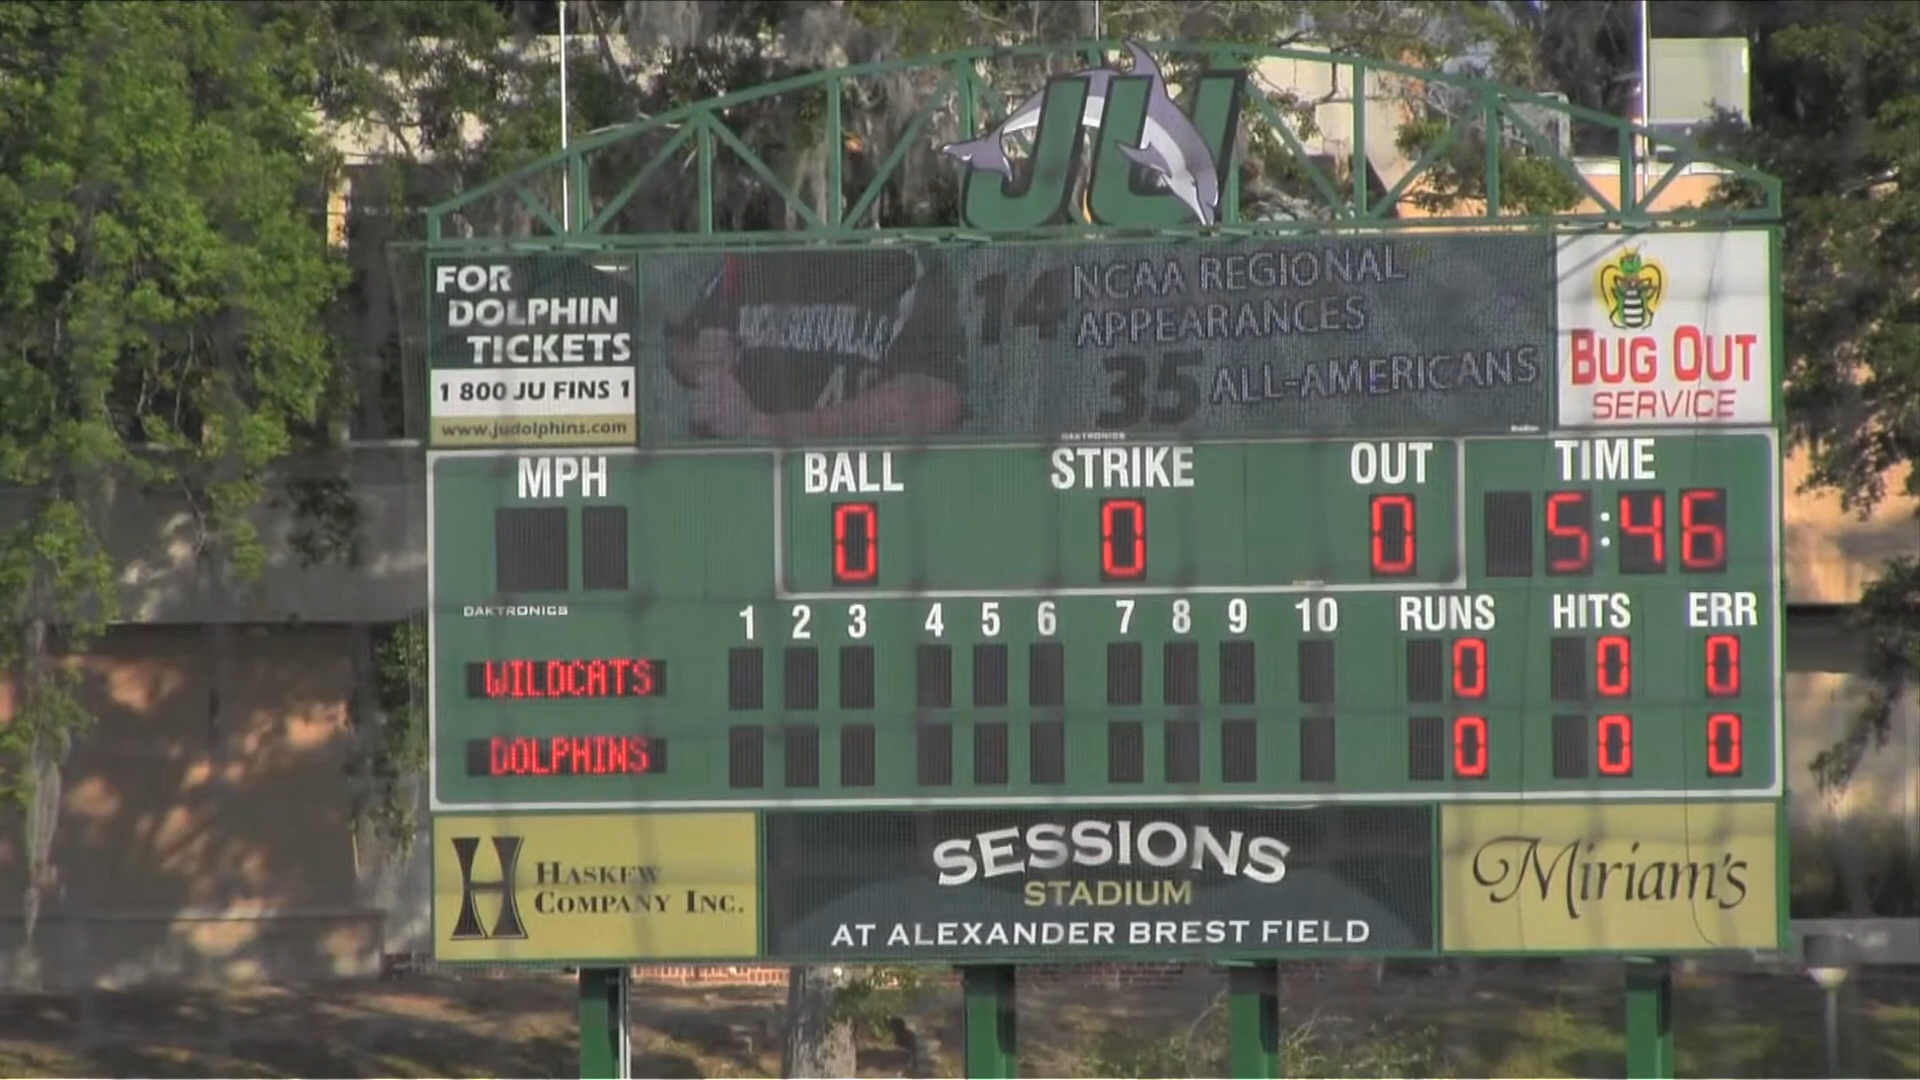 JU
FOR
DOLPHIN
TICKETS
1 800 JU FINS 1
www.judolphins.com
JACKSONVILLE
14 NCAA REGIONAL
APPEARANCES
35 ALL-AMERICANS
BUG OUT
SERVICE
DAKTRONICS
MPH BALL STRIKE OUT TIME
0 0 0 5:46
DAKTRONICS 1 2 3 4 5 6 7 8 9 10 RUNS HITS ERR
WILDCATS 0 0 0
DOLPHINS 0 0 0
H HASKEW
COMPANY INC.
SESSIONS
STADIUM
AT ALEXANDER BREST FIELD
Miriam's